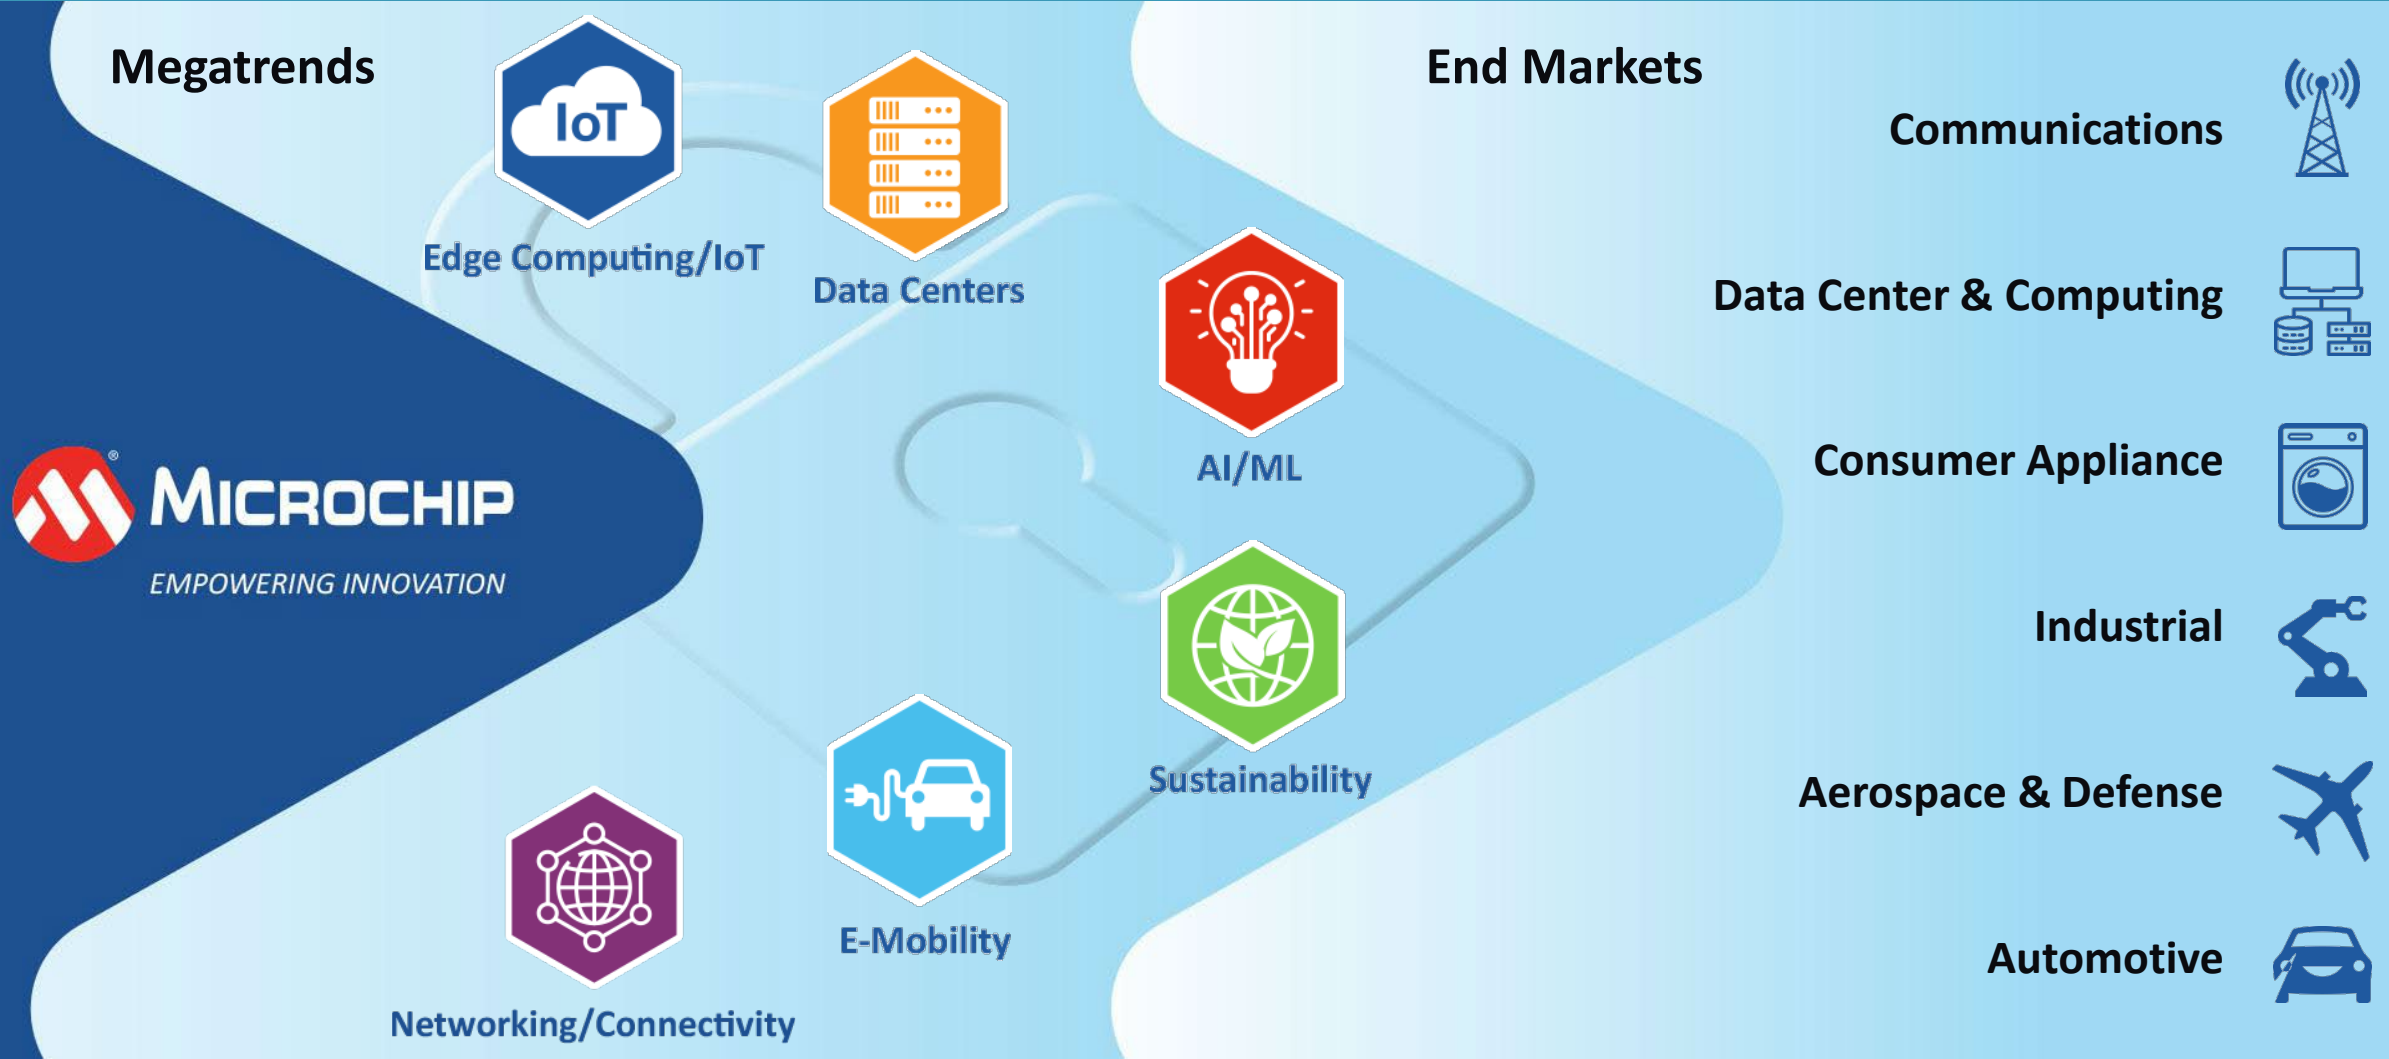 Megatrends
IoT
Edge Computing/IoT
Data Centers
AI/ML
Sustainability
E-Mobility
Networking/Connectivity
MICROCHIP®
EMPOWERING INNOVATION
End Markets
Communications
Data Center & Computing
Consumer Appliance
Industrial
Aerospace & Defense
Automotive